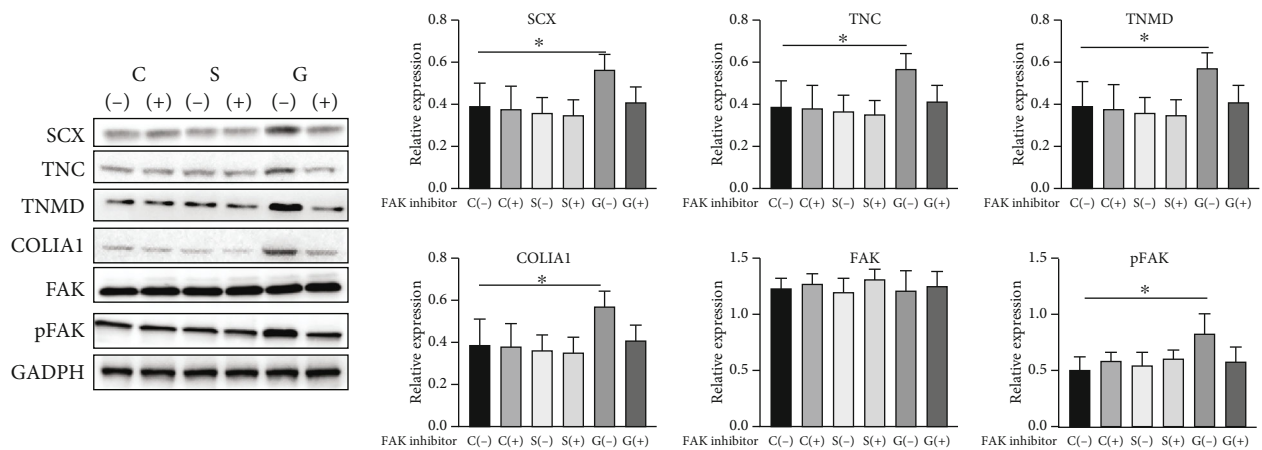 C S G
(−) (+) (−) (+) (−) (+)
SCX
TNC
TNMD
COLIA1
FAK
pFAK
GADPH
SCX
Relative expression
0.8
0.6
0.4
0.2
0.0
*
FAK inhibitor C(−) C(+) S(−) S(+) G(−) G(+)
TNC
Relative expression
0.8
0.6
0.4
0.2
0.0
*
FAK inhibitor C(−) C(+) S(−) S(+) G(−) G(+)
TNMD
Relative expression
0.8
0.6
0.4
0.2
0.0
*
FAK inhibitor C(−) C(+) S(−) S(+) G(−) G(+)
COLIA1
Relative expression
0.8
0.6
0.4
0.2
0.0
*
FAK inhibitor C(−) C(+) S(−) S(+) G(−) G(+)
FAK
Relative expression
1.5
1.0
0.5
0.0
FAK inhibitor C(−) C(+) S(−) S(+) G(−) G(+)
pFAK
Relative expression
1.5
1.0
0.5
0.0
*
FAK inhibitor C(−) C(+) S(−) S(+) G(−) G(+)